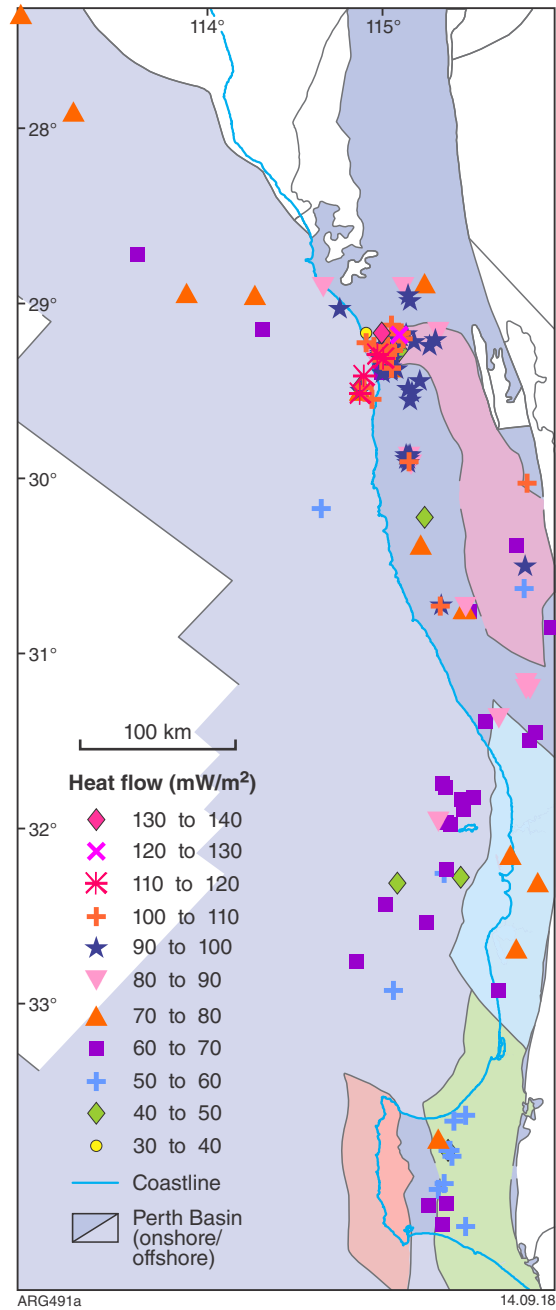 114° 115°
28°
29°
30°
31°
100 km
Heat flow (mW/m²)
130 to 140
32°
120 to 130
110 to 120
100 to 110
90 to 100
80 to 90
33°
70 to 80
60 to 70
50 to 60
40 to 50
30 to 40
Coastline
Perth Basin
(onshore/
offshore)
ARG491a 14.09.18